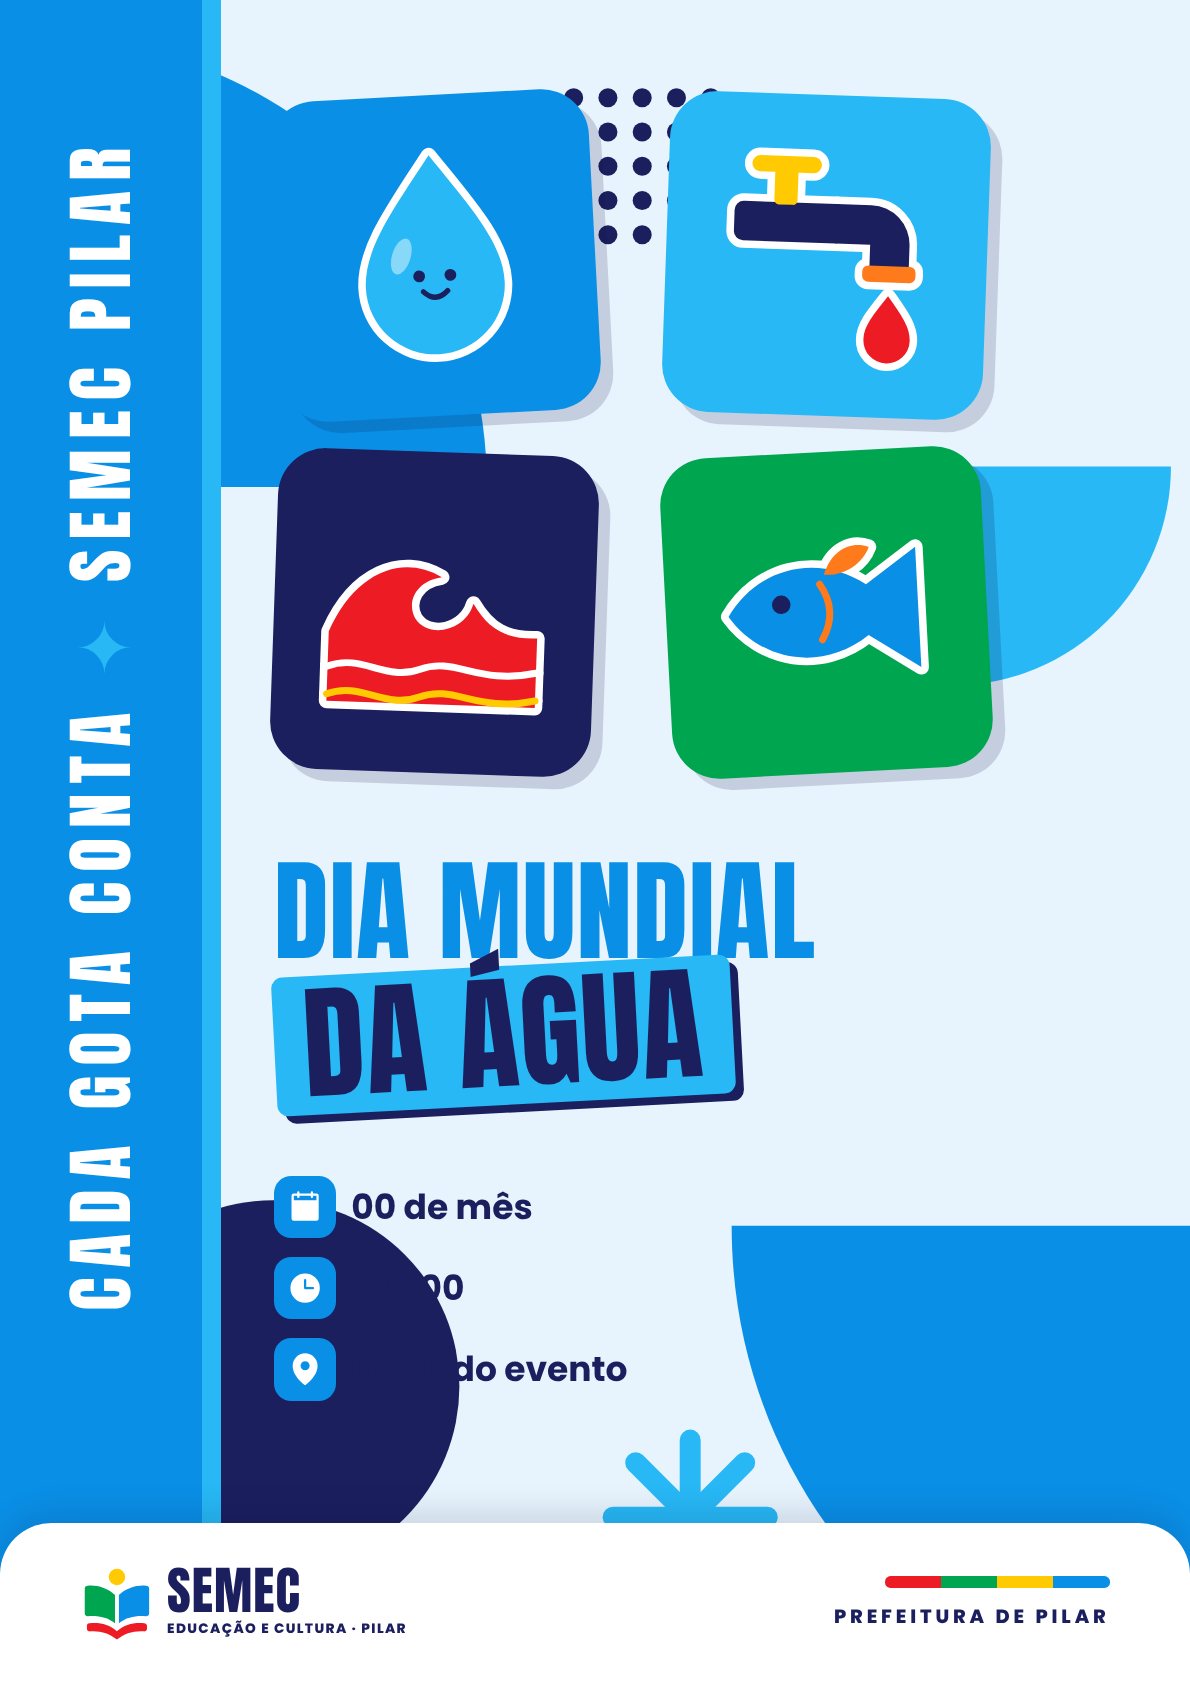 CADA GOTA CONTA ✦ SEMEC PILAR
DIA MUNDIAL
DA ÁGUA
00 de mês
00
do evento
SEMEC
EDUCAÇÃO E CULTURA · PILAR
PREFEITURA DE PILAR